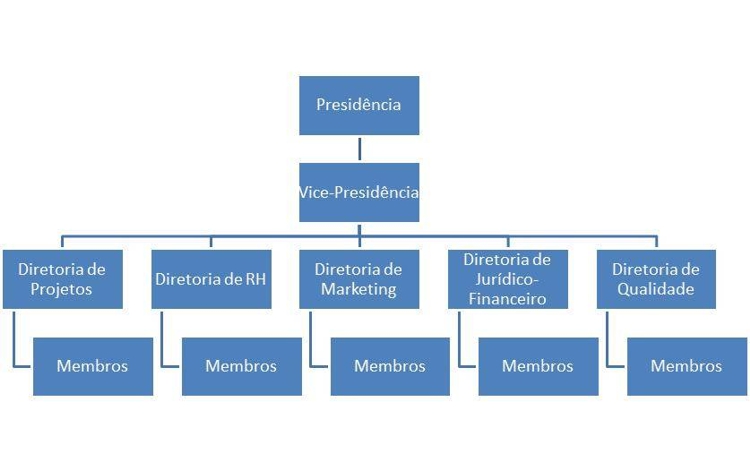 Presidência
Vice-Presidência
Diretoria de
Projetos
Diretoria de RH
Diretoria de
Marketing
Diretoria de
Jurídico-
Financeiro
Diretoria de
Qualidade
Membros
Membros
Membros
Membros
Membros